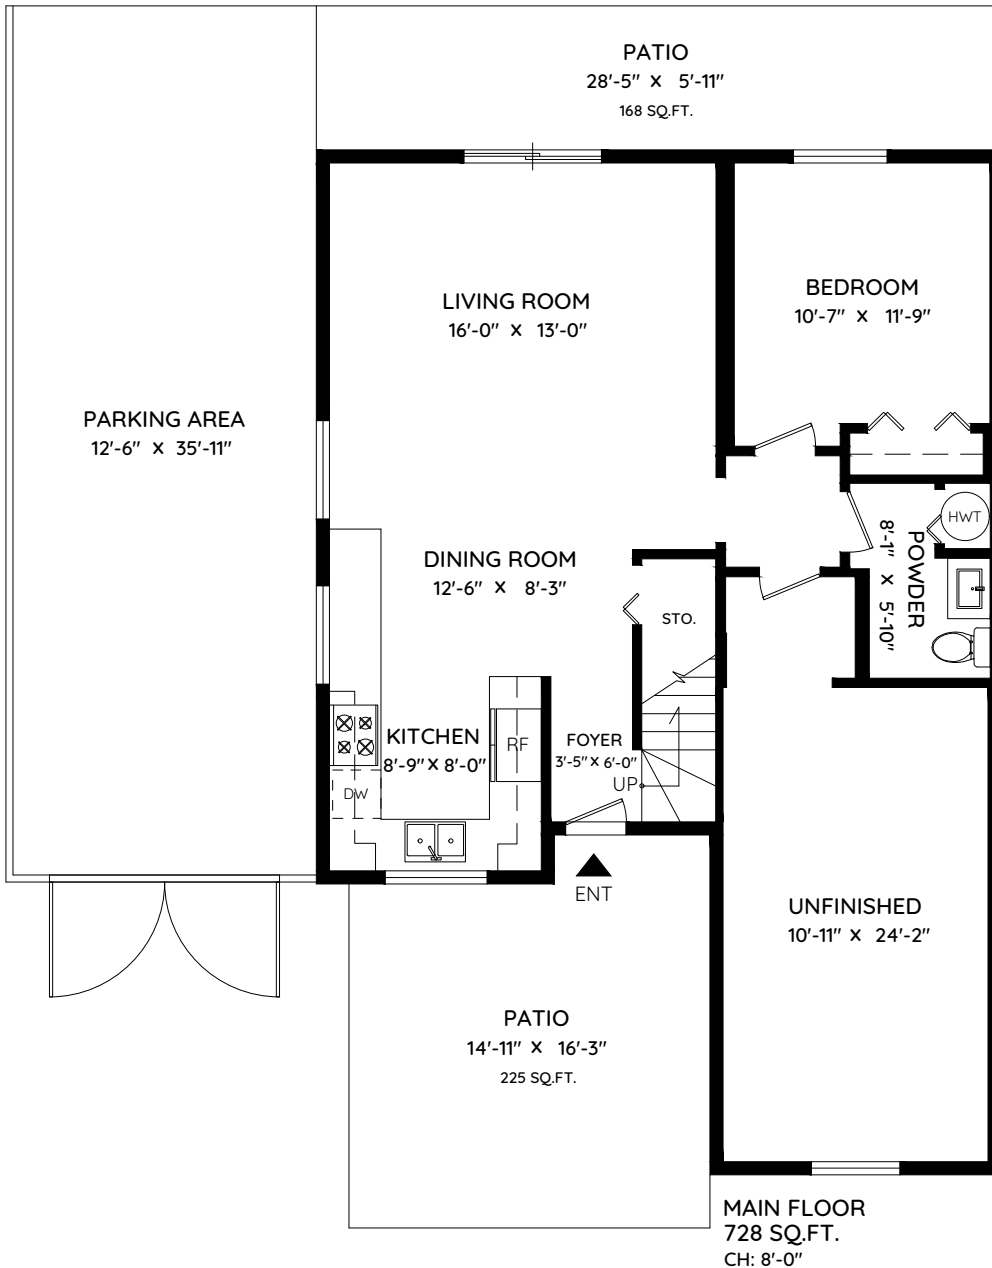 PATIO
28'-5" X 5'-11"
168 SQ.FT.
LIVING ROOM
16'-0" X 13'-0"
BEDROOM
10'-7" X 11'-9"
PARKING AREA
12'-6" X 35'-11"
HWT
POWDER
8'-1" X 5'-10"
DINING ROOM
12'-6" X 8'-3"
STO.
KITCHEN
8'-9" X 8'-0"
RF
DW
FOYER
3'-5" X 6'-0"
UP
ENT
UNFINISHED
10'-11" X 24'-2"
PATIO
14'-11" X 16'-3"
225 SQ.FT.
MAIN FLOOR
728 SQ.FT.
CH: 8'-0"